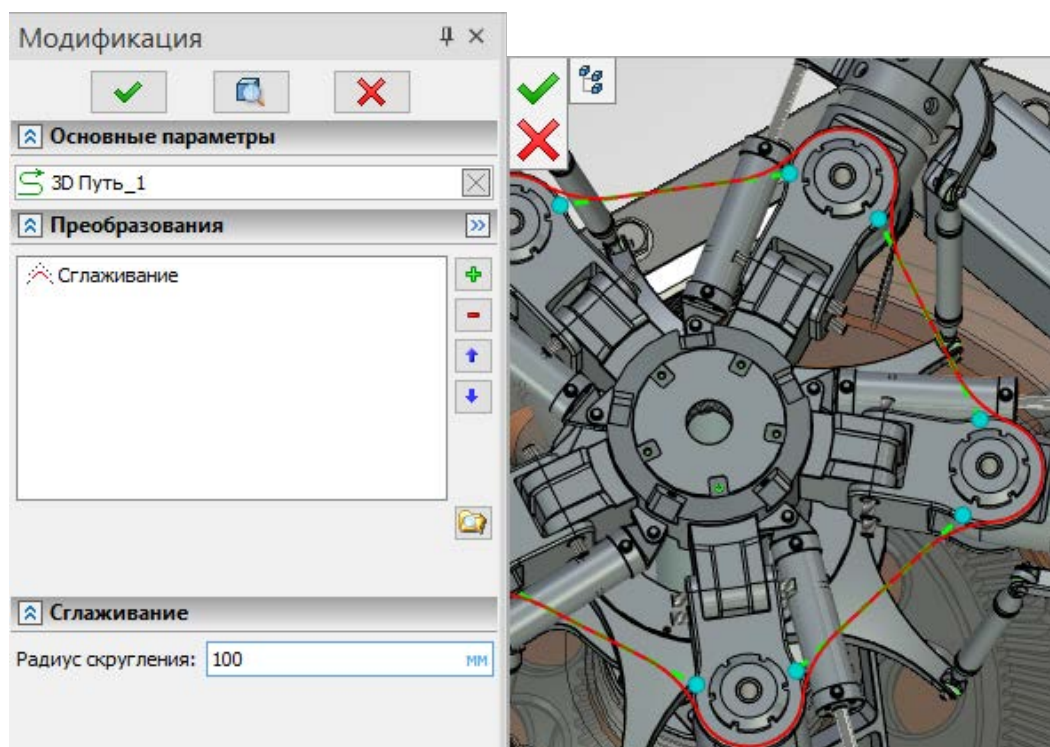 Модификация
Основные параметры
3D Путь_1
Преобразования
Сглаживание
Сглаживание
Радиус скругления: 100 мм